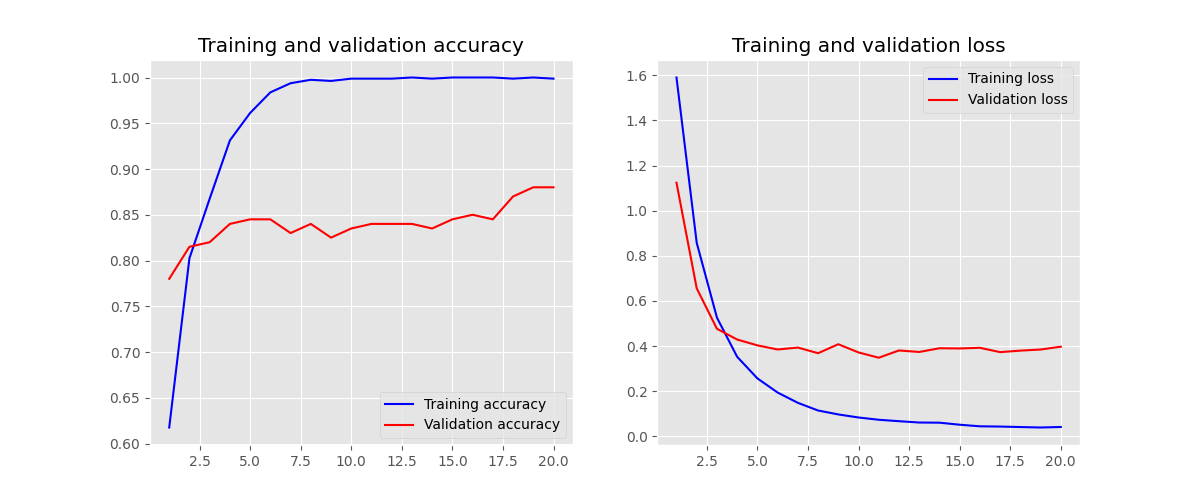 Training and validation accuracy
1.00
0.95
0.90
0.85
0.80
0.75
0.70
0.65
0.60
2.5 5.0 7.5 10.0 12.5 15.0 17.5 20.0
Training accuracy
Validation accuracy
Training and validation loss
1.6
1.4
1.2
1.0
0.8
0.6
0.4
0.2
0.0
2.5 5.0 7.5 10.0 12.5 15.0 17.5 20.0
Training loss
Validation loss